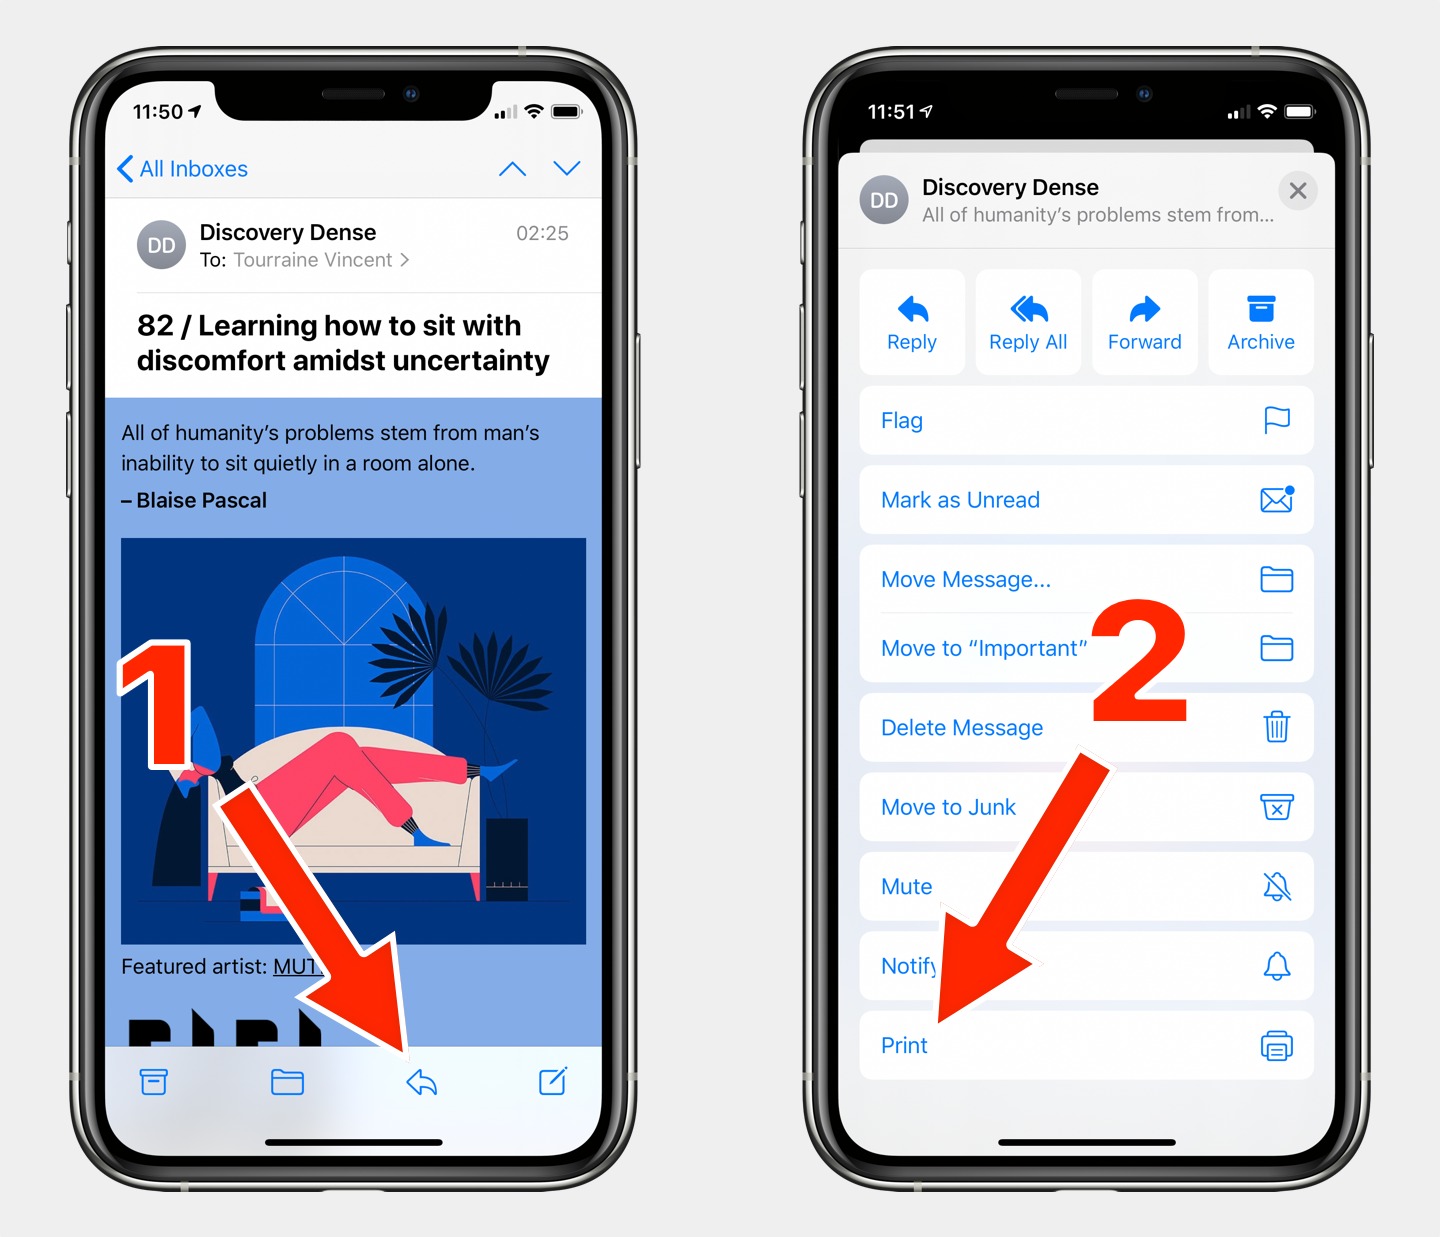 11:50
All Inboxes
DD
Discovery Dense
02:25
To: Tourraine Vincent
82 / Learning how to sit with
discomfort amidst uncertainty
All of humanity’s problems stem from man’s
inability to sit quietly in a room alone.
– Blaise Pascal
1
Featured artist:
11:51
DD
Discovery Dense
All of humanity’s problems stem from...
Reply
Reply All
Forward
Archive
Flag
Mark as Unread
Move Message...
Move to “Important”
2
Delete Message
Move to Junk
Mute
Notify
Print